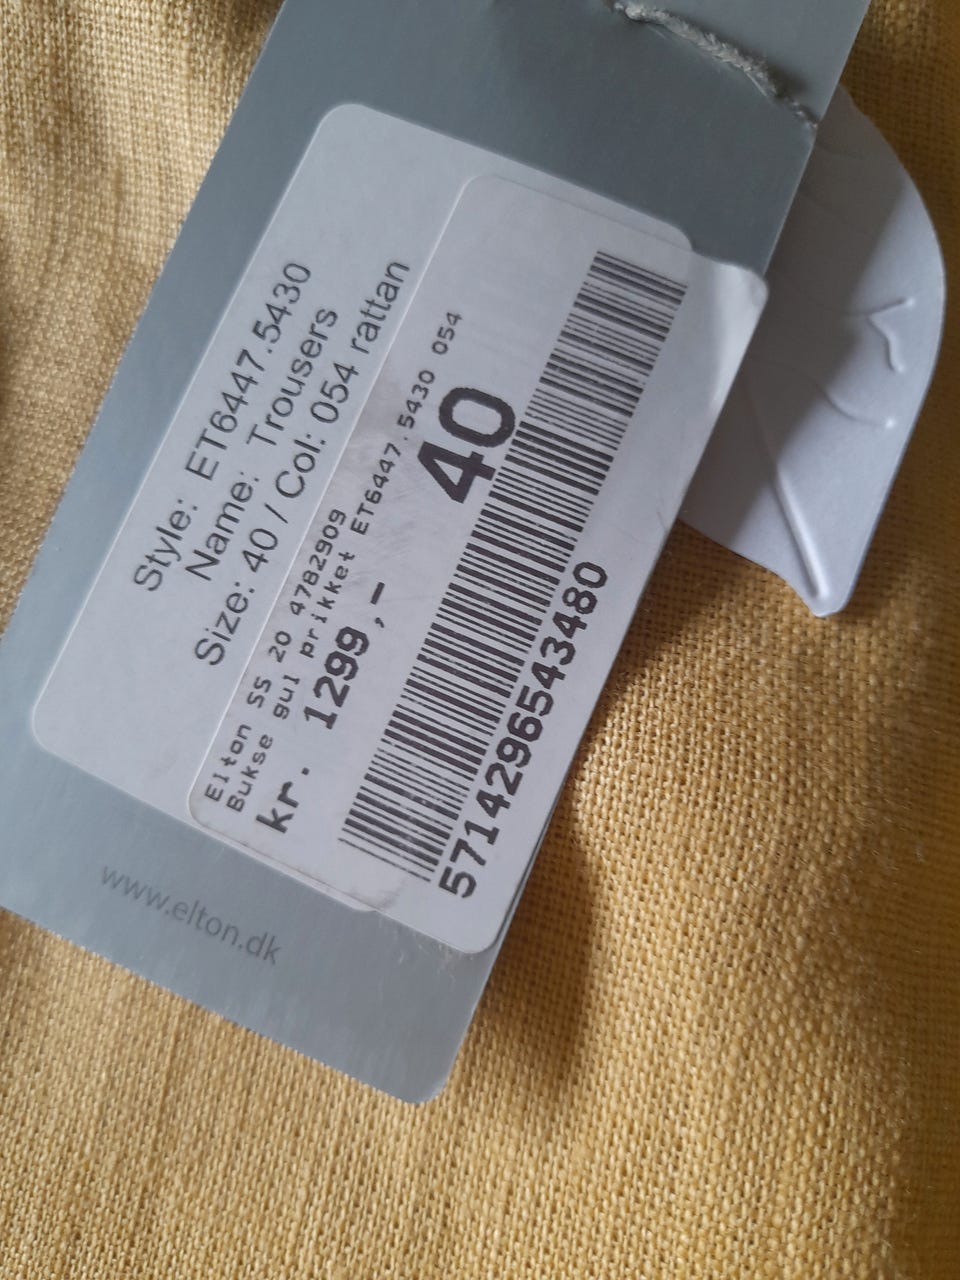 Style: ET6447.5430
Name: Trousers
Size: 40 / Col: 054 rattan
Elton SS 20 4782909
Bukse gul prikket ET6447.5430 054
kr. 1299,-
40
5714296543480
www.elton.dk